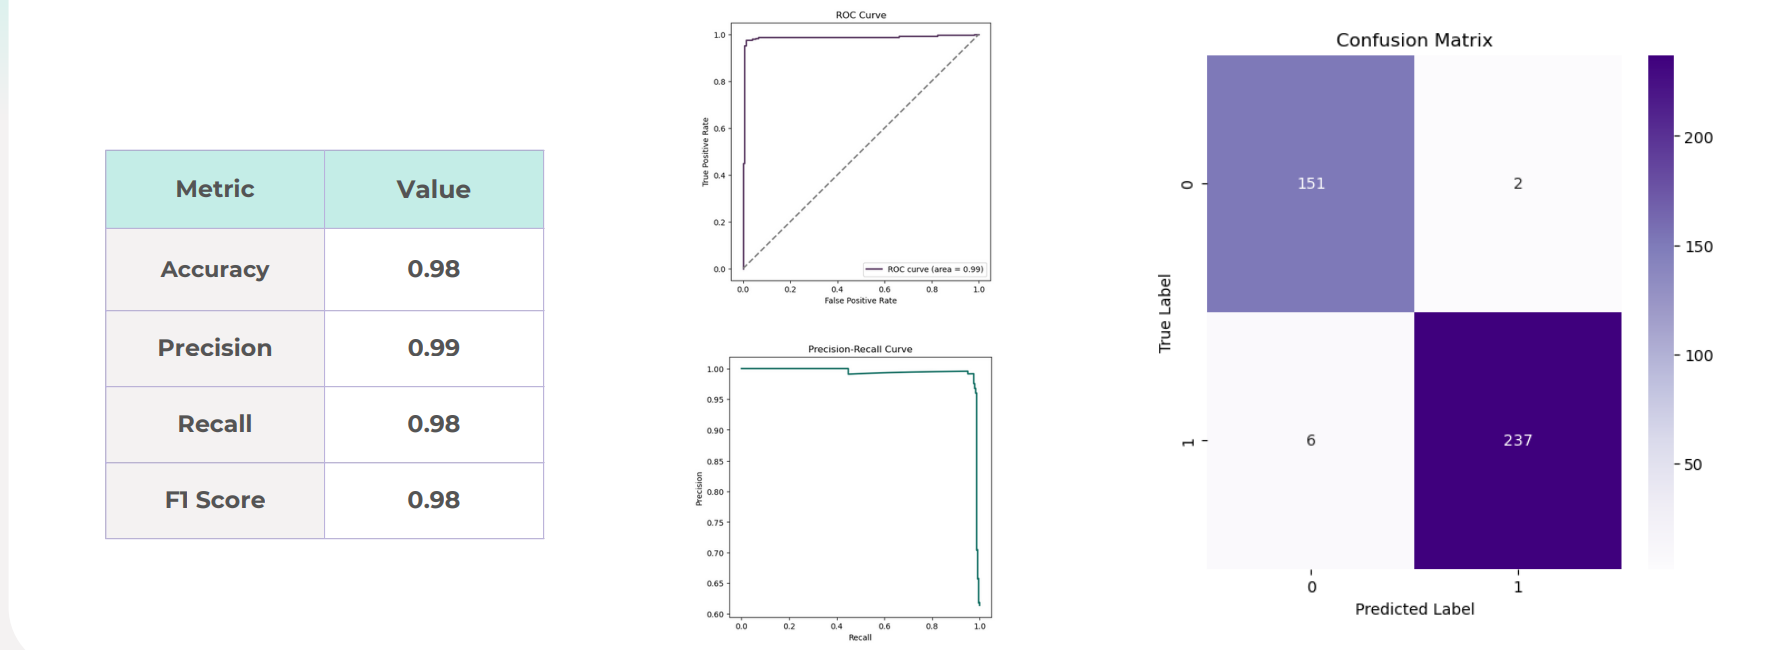 Metric Value
Accuracy 0.98
Precision 0.99
Recall 0.98
F1 Score 0.98
ROC Curve
True Positive Rate
1.0
0.8
0.6
0.4
0.2
0.0
ROC curve (area = 0.99)
0.0 0.2 0.4 0.6 0.8 1.0
False Positive Rate
Precision-Recall Curve
Precision
1.00
0.95
0.90
0.85
0.80
0.75
0.70
0.65
0.60
0.0 0.2 0.4 0.6 0.8 1.0
Recall
Confusion Matrix
True Label
0 151 2
1 6 237
0 1
Predicted Label
200
150
100
50